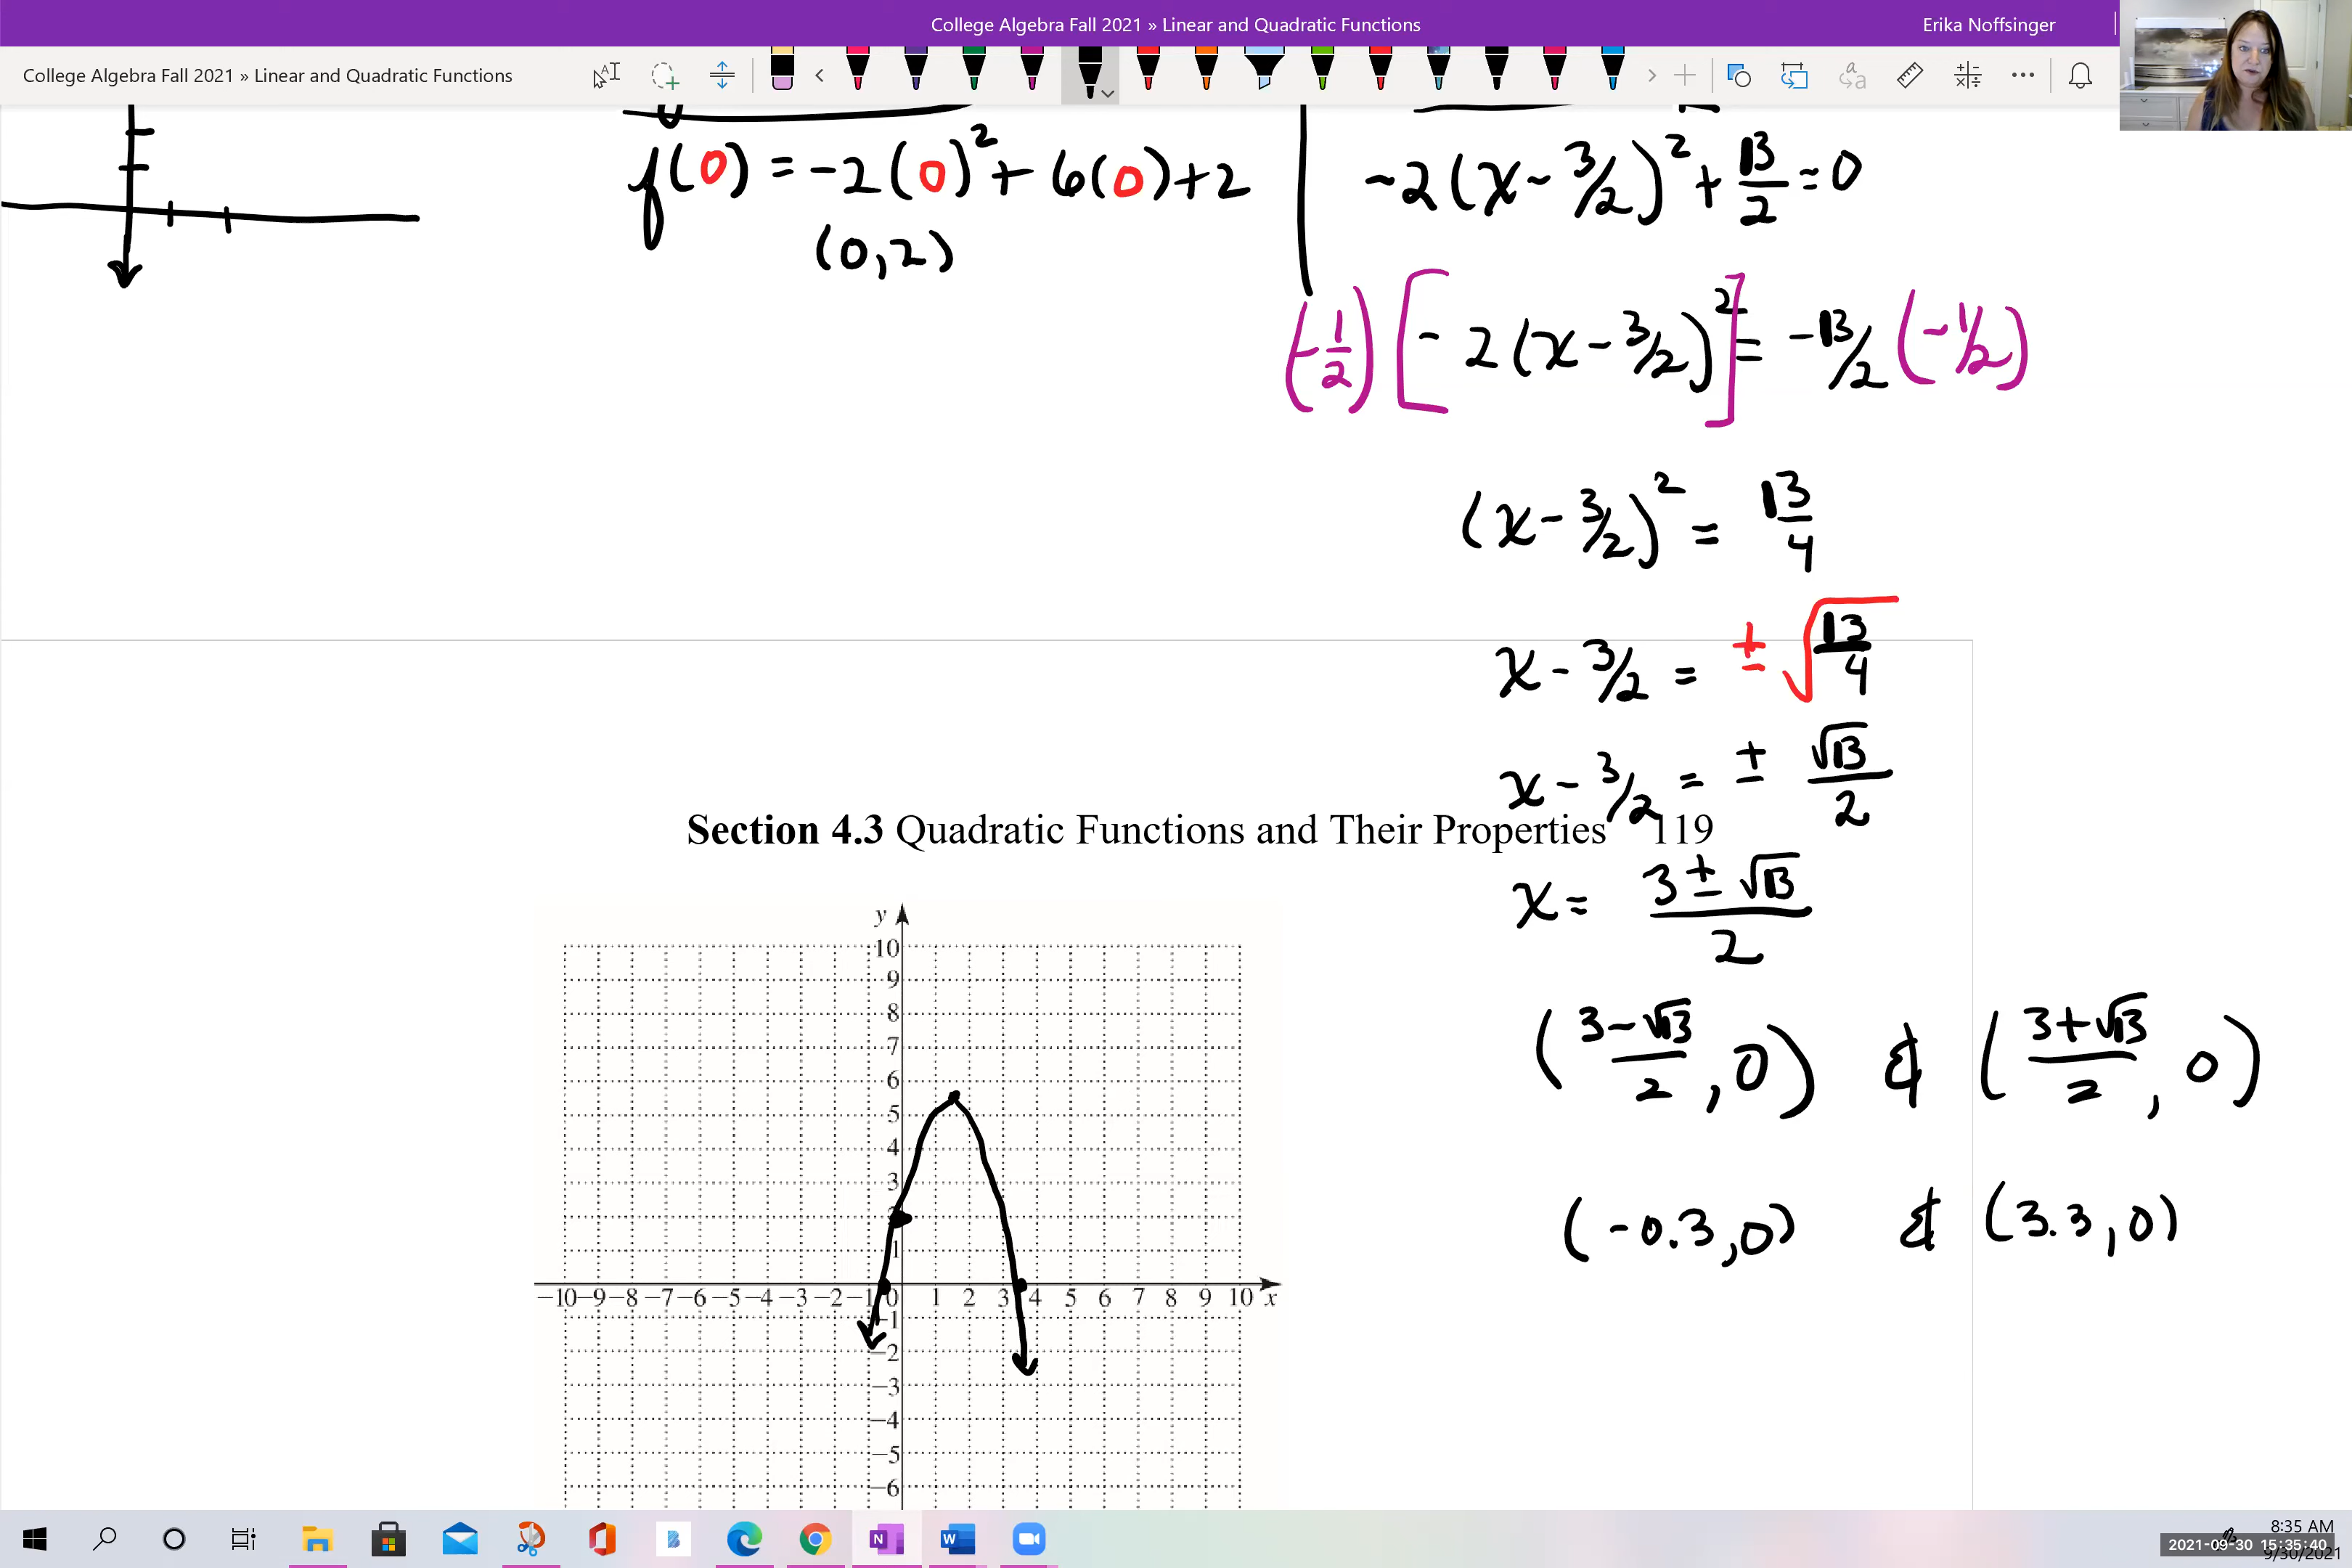 College Algebra Fall 2021 » Linear and Quadratic Functions
Erika Noffsinger
College Algebra Fall 2021 » Linear and Quadratic Functions
f(0) = -2(0)² + 6(0) + 2
(0,2)
-2(x - 3/2)² + 13/2 = 0
(-1/2) [-2(x - 3/2)²] = -13/2 (-1/2)
(x - 3/2)² = 13/4
x - 3/2 = ± √(13/4)
x - 3/2 = ± √13/2
Section 4.3 Quadratic Functions and Their Properties 119
x = (3 ± √13)/2
((3 - √13)/2, 0) & ((3 + √13)/2, 0)
(-0.3, 0) & (3.3, 0)
y
10
9
8
7
6
5
4
3
2
1
-10 -9 -8 -7 -6 -5 -4 -3 -2 -1 0 1 2 3 4 5 6 7 8 9 10 x
-1
-2
-3
-4
-5
-6
8:35 AM
9/30/2021
2021-09-30 15:35:40